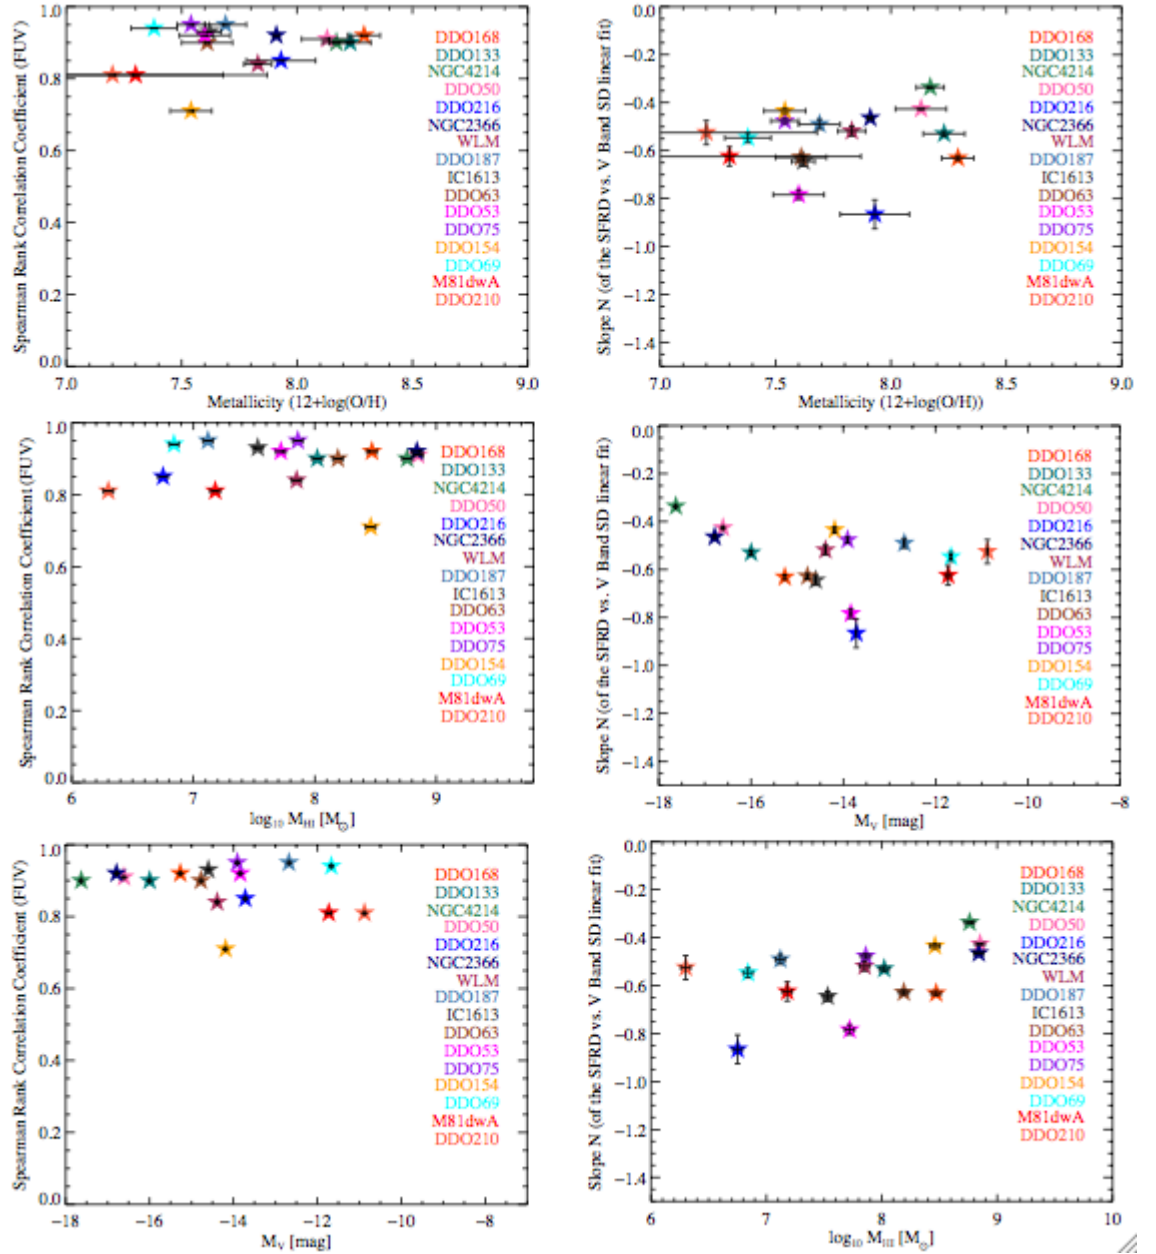 1.0
0.8
0.6
0.4
0.2
0.0
Spearman Rank Correlation Coefficient (FUV)
DDO168
DDO133
NGC4214
DDO50
DDO216
NGC2366
WLM
DDO187
IC1613
DDO63
DDO53
DDO75
DDO154
DDO69
M81dwA
DDO210
7.0 7.5 8.0 8.5 9.0
Metallicity (12+log(O/H)
0.0
−0.2
−0.4
−0.6
−0.8
−1.0
−1.2
−1.4
Slope N (of the SFRD vs. V Band SD linear fit)
DDO168
DDO133
NGC4214
DDO50
DDO216
NGC2366
WLM
DDO187
IC1613
DDO63
DDO53
DDO75
DDO154
DDO69
M81dwA
DDO210
7.0 7.5 8.0 8.5 9.0
Metallicity (12+log(O/H))
1.0
0.8
0.6
0.4
0.2
0.0
Spearman Rank Correlation Coefficient (FUV)
DDO168
DDO133
NGC4214
DDO50
DDO216
NGC2366
WLM
DDO187
IC1613
DDO63
DDO53
DDO75
DDO154
DDO69
M81dwA
DDO210
6 7 8 9
log₁₀ M_HI [M_⊙]
0.0
−0.2
−0.4
−0.6
−0.8
−1.0
−1.2
−1.4
Slope N (of the SFRD vs. V Band SD linear fit)
DDO168
DDO133
NGC4214
DDO50
DDO216
NGC2366
WLM
DDO187
IC1613
DDO63
DDO53
DDO75
DDO154
DDO69
M81dwA
DDO210
−18 −16 −14 −12 −10 −8
M_V [mag]
1.0
0.8
0.6
0.4
0.2
0.0
Spearman Rank Correlation Coefficient (FUV)
DDO168
DDO133
NGC4214
DDO50
DDO216
NGC2366
WLM
DDO187
IC1613
DDO63
DDO53
DDO75
DDO154
DDO69
M81dwA
DDO210
−18 −16 −14 −12 −10 −8
M_V [mag]
0.0
−0.2
−0.4
−0.6
−0.8
−1.0
−1.2
−1.4
Slope N (of the SFRD vs. V Band SD linear fit)
DDO168
DDO133
NGC4214
DDO50
DDO216
NGC2366
WLM
DDO187
IC1613
DDO63
DDO53
DDO75
DDO154
DDO69
M81dwA
DDO210
6 7 8 9 10
log₁₀ M_HI [M_⊙]